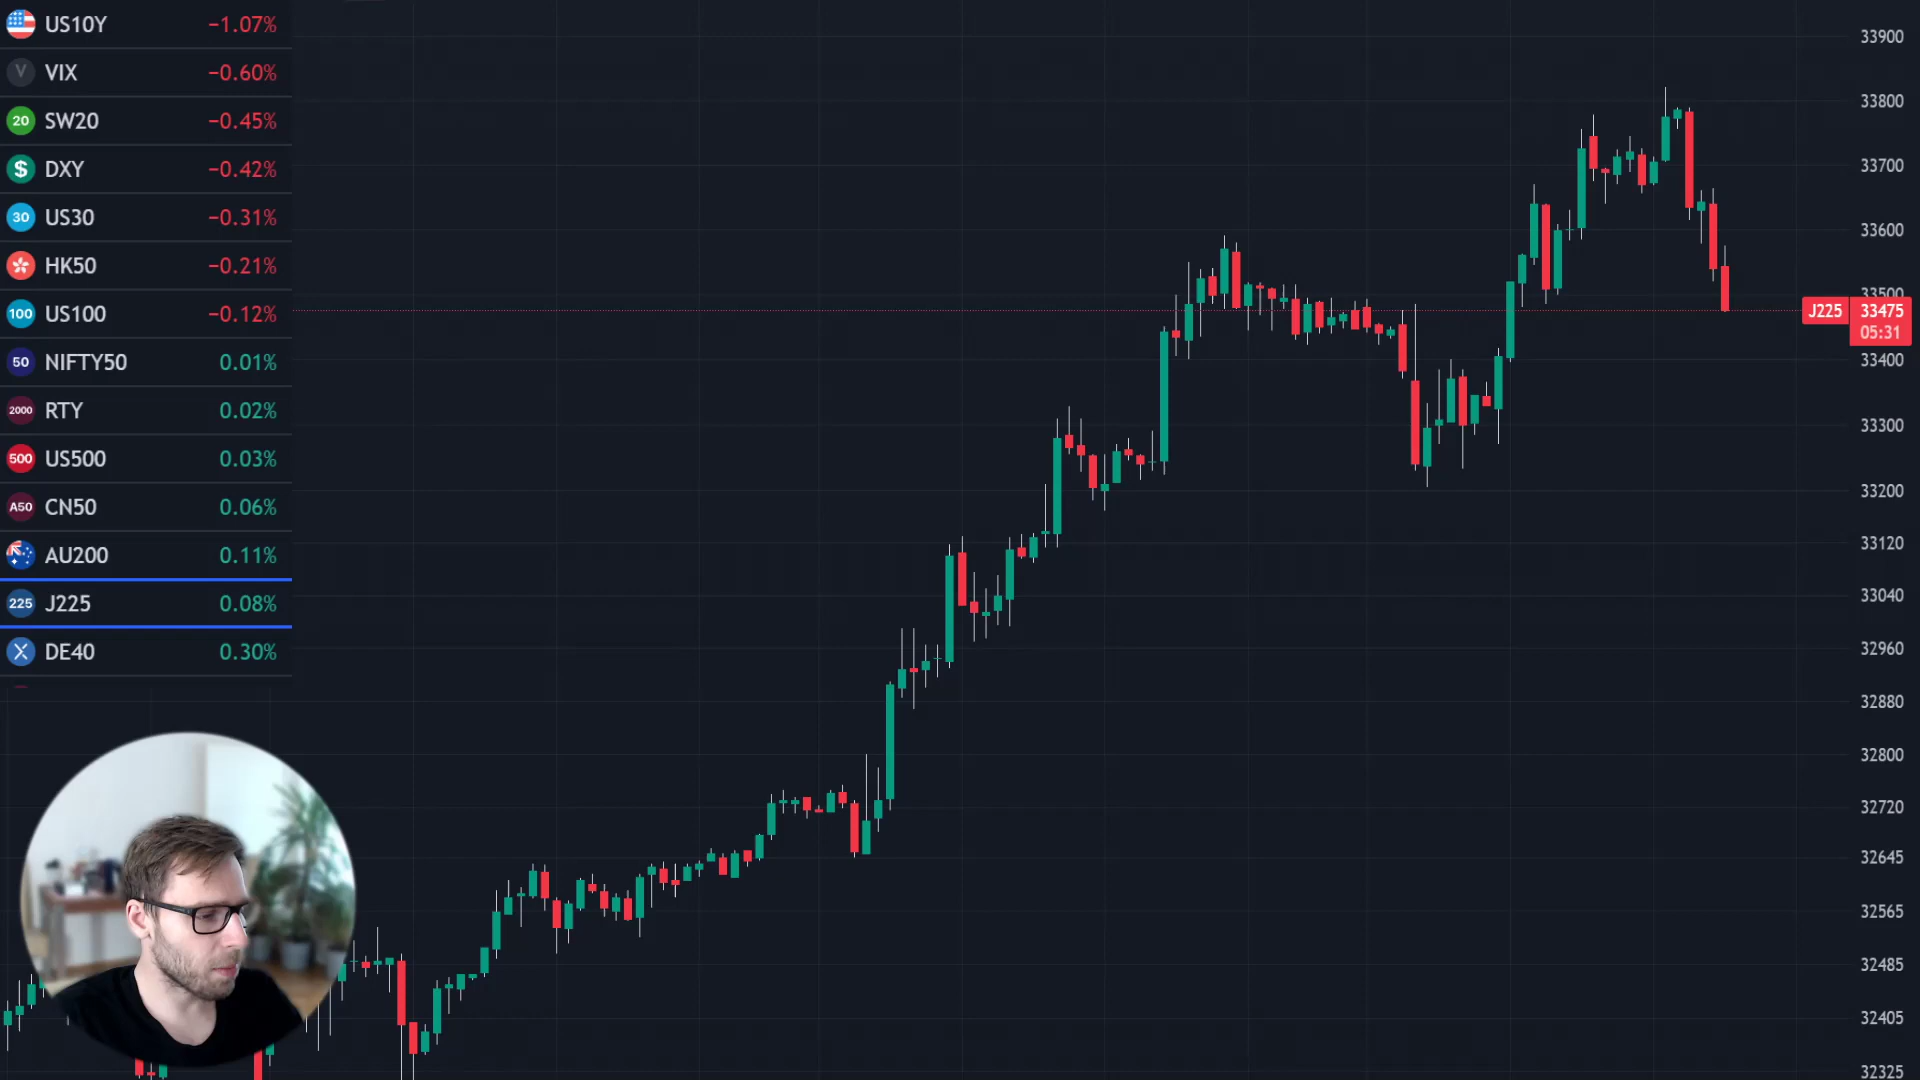 US10Y −1.07%
V VIX −0.60%
20 SW20 −0.45%
$ DXY −0.42%
30 US30 −0.31%
HK50 −0.21%
100 US100 −0.12%
50 NIFTY50 0.01%
2000 RTY 0.02%
500 US500 0.03%
A50 CN50 0.06%
AU200 0.11%
225 J225 0.08%
X DE40 0.30%
33900
33800
33700
33600
33500
J225 33475
05:31
33400
33300
33200
33120
33040
32960
32880
32800
32720
32645
32565
32485
32405
32325